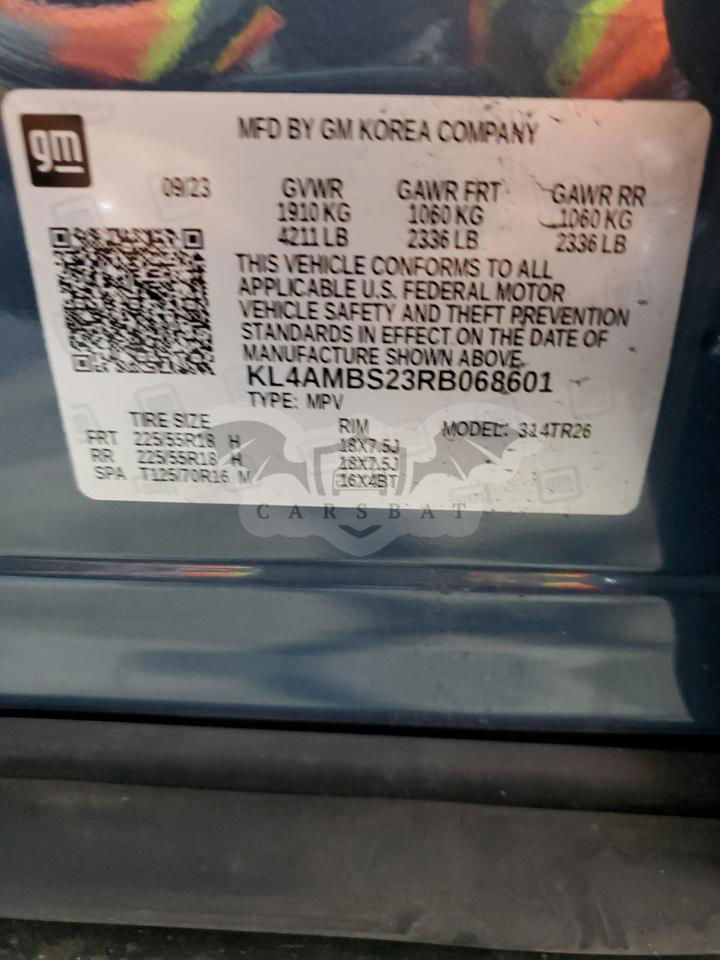 gm
MFD BY GM KOREA COMPANY
09/23 GVWR GAWR FRT GAWR RR
1910 KG 1060 KG 1060 KG
4211 LB 2336 LB 2336 LB
THIS VEHICLE CONFORMS TO ALL
APPLICABLE U.S. FEDERAL MOTOR
VEHICLE SAFETY AND THEFT PREVENTION
STANDARDS IN EFFECT ON THE DATE OF
MANUFACTURE SHOWN ABOVE.
KL4AMBS23RB068601
TYPE: MPV
TIRE SIZE RIM MODEL:
FRT 225/55R18 H 18X7.5J
RR 225/55R18 H 18X7.5J
SPA T125/70R16 M 16X4BT
CARSBAT